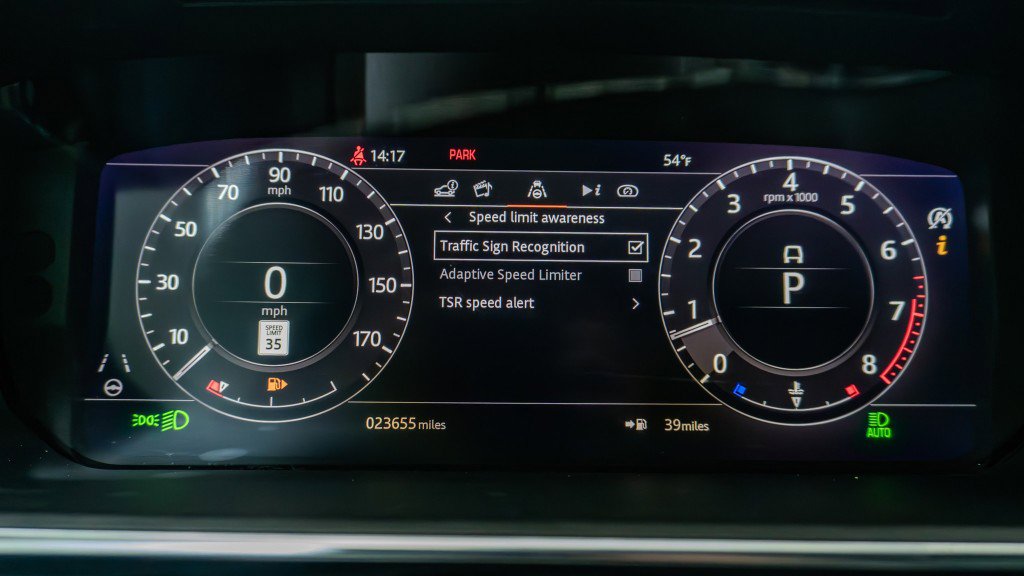 14:17
PARK
54°F
Speed limit awareness
Traffic Sign Recognition
Adaptive Speed Limiter
TSR speed alert
10
30
50
70
90
mph
110
130
150
170
0
mph
SPEED
LIMIT
35
0
1
2
3
4
rpm x 1000
5
6
7
8
P
i
A
AUTO
023655 miles
39 miles